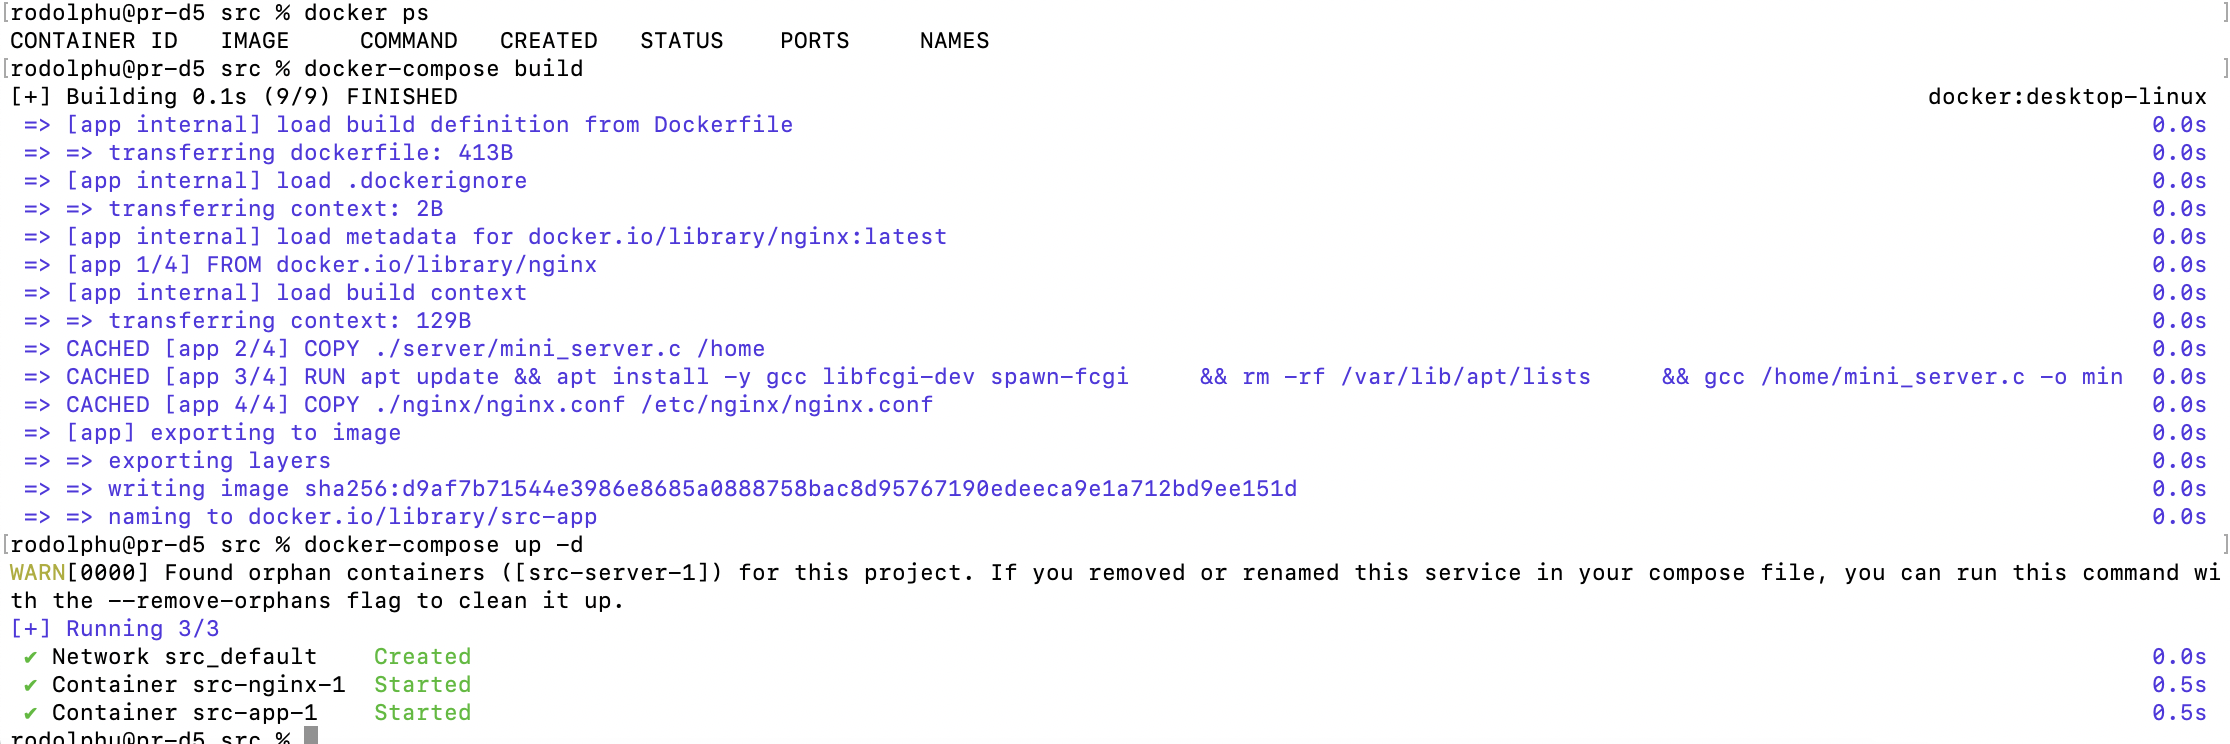 [rodolphu@pr-d5 src % docker ps ]
CONTAINER ID   IMAGE     COMMAND   CREATED   STATUS    PORTS     NAMES
[rodolphu@pr-d5 src % docker-compose build ]
[+] Building 0.1s (9/9) FINISHED docker:desktop-linux
=> [app internal] load build definition from Dockerfile 0.0s
=> => transferring dockerfile: 413B 0.0s
=> [app internal] load .dockerignore 0.0s
=> => transferring context: 2B 0.0s
=> [app internal] load metadata for docker.io/library/nginx:latest 0.0s
=> [app 1/4] FROM docker.io/library/nginx 0.0s
=> [app internal] load build context 0.0s
=> => transferring context: 129B 0.0s
=> CACHED [app 2/4] COPY ./server/mini_server.c /home 0.0s
=> CACHED [app 3/4] RUN apt update && apt install -y gcc libfcgi-dev spawn-fcgi     && rm -rf /var/lib/apt/lists     && gcc /home/mini_server.c -o min 0.0s
=> CACHED [app 4/4] COPY ./nginx/nginx.conf /etc/nginx/nginx.conf 0.0s
=> [app] exporting to image 0.0s
=> => exporting layers 0.0s
=> => writing image sha256:d9af7b71544e3986e8685a0888758bac8d95767190edeeca9e1a712bd9ee151d 0.0s
=> => naming to docker.io/library/src-app 0.0s
[rodolphu@pr-d5 src % docker-compose up -d ]
WARN[0000] Found orphan containers ([src-server-1]) for this project. If you removed or renamed this service in your compose file, you can run this command wi
th the --remove-orphans flag to clean it up.
[+] Running 3/3
✔ Network src_default    Created 0.0s
✔ Container src-nginx-1  Started 0.5s
✔ Container src-app-1    Started 0.5s
rodolphu@pr-d5 src %